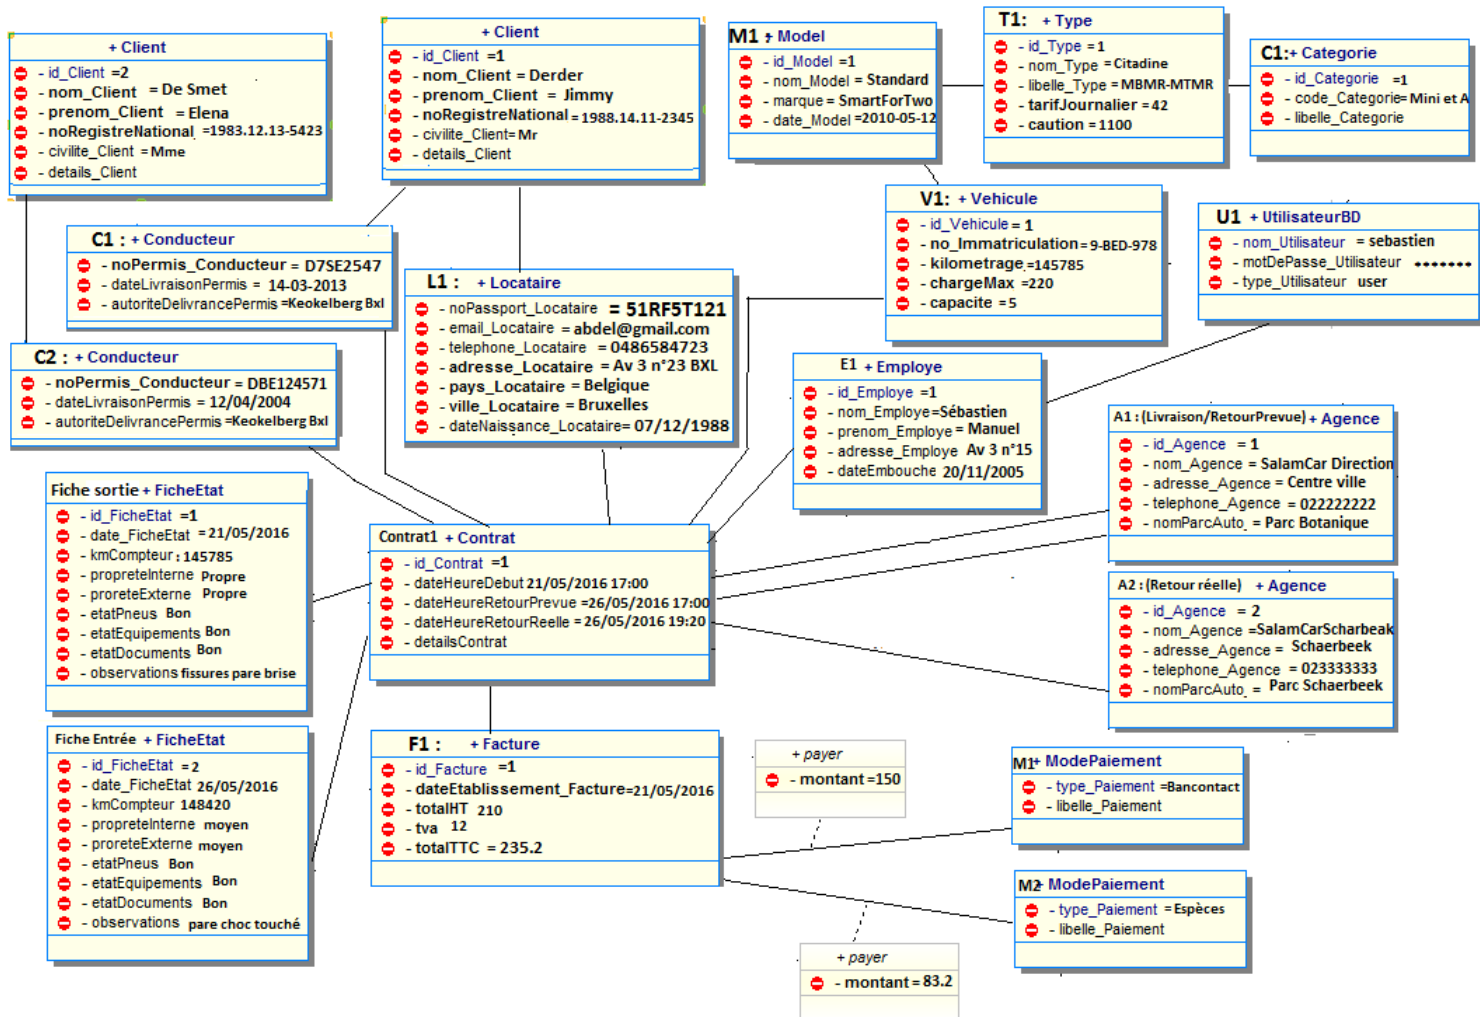 + Client
- id_Client =2
- nom_Client = De Smet
- prenom_Client = Elena
- noRegistreNational =1983.12.13-5423
- civilite_Client = Mme
- details_Client
+ Client
- id_Client =1
- nom_Client = Derder
- prenom_Client = Jimmy
- noRegistreNational = 1988.14.11-2345
- civilite_Client= Mr
- details_Client
M1 : + Model
- id_Model =1
- nom_Model = Standard
- marque = SmartForTwo
- date_Model =2010-05-12
T1: + Type
- id_Type = 1
- nom_Type = Citadine
- libelle_Type = MBMR-MTMR
- tarifJournalier = 42
- caution = 1100
C1:+ Categorie
- id_Categorie =1
- code_Categorie= Mini et A
- libelle_Categorie
C1 : + Conducteur
- noPermis_Conducteur = D7SE2547
- dateLivraisonPermis = 14-03-2013
- autoriteDelivrancePermis =Keokelberg Bxl
L1 : + Locataire
- noPassport_Locataire = 51RF5T121
- email_Locataire = abdel@gmail.com
- telephone_Locataire = 0486584723
- adresse_Locataire = Av 3 n°23 BXL
- pays_Locataire = Belgique
- ville_Locataire = Bruxelles
- dateNaissance_Locataire= 07/12/1988
V1: + Vehicule
- id_Vehicule = 1
- no_Immatriculation = 9-BED-978
- kilometrage =145785
- chargeMax = 220
- capacite = 5
U1 + UtilisateurBD
- nom_Utilisateur = sebastien
- motDePasse_Utilisateur •••••••
- type_Utilisateur user
C2 : + Conducteur
- noPermis_Conducteur = DBE124571
- dateLivraisonPermis = 12/04/2004
- autoriteDelivrancePermis =Keokelberg Bxl
E1 + Employe
- id_Employe =1
- nom_Employe=Sébastien
- prenom_Employe = Manuel
- adresse_Employe Av 3 n°15
- dateEmbouche 20/11/2005
A1 : (Livraison/RetourPrevue) + Agence
- id_Agence = 1
- nom_Agence = SalamCar Direction
- adresse_Agence = Centre ville
- telephone_Agence = 022222222
- nomParcAuto_ = Parc Botanique
Fiche sortie + FicheEtat
- id_FicheEtat =1
- date_FicheEtat = 21/05/2016
- kmCompteur : 145785
- propreteInterne Propre
- proreteExterne Propre
- etatPneus Bon
- etatEquipements Bon
- etatDocuments Bon
- observations fissures pare brise
Contrat1 + Contrat
- id_Contrat =1
- dateHeureDebut 21/05/2016 17:00
- dateHeureRetourPrevue =26/05/2016 17:00
- dateHeureRetourReelle = 26/05/2016 19:20
- detailsContrat
A2 : (Retour réelle) + Agence
- id_Agence = 2
- nom_Agence =SalamCarScharbeak
- adresse_Agence = Schaerbeek
- telephone_Agence = 023333333
- nomParcAuto_ = Parc Schaerbeek
Fiche Entrée + FicheEtat
- id_FicheEtat = 2
- date_FicheEtat 26/05/2016
- kmCompteur 148420
- propreteInterne moyen
- proreteExterne moyen
- etatPneus Bon
- etatEquipements Bon
- etatDocuments Bon
- observations pare choc touché
F1 : + Facture
- id_Facture =1
- dateEtablissement_Facture=21/05/2016
- totalHT 210
- tva 12
- totalTTC = 235.2
+ payer
- montant =150
M1+ ModePaiement
- type_Paiement =Bancontact
- libelle_Paiement
M2+ ModePaiement
- type_Paiement = Espèces
- libelle_Paiement
+ payer
- montant = 83.2